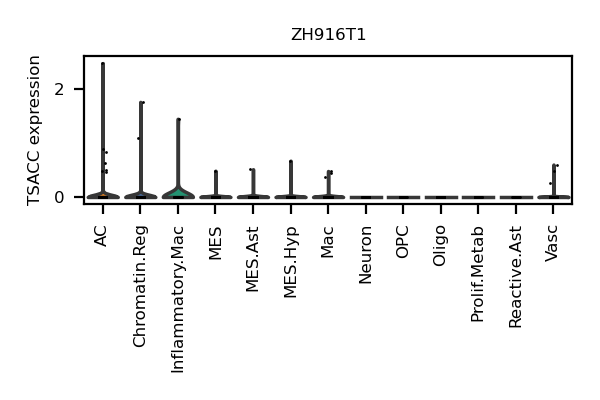 ZH916T1
TSACC expression
2
0
AC
Chromatin.Reg
Inflammatory.Mac
MES
MES.Ast
MES.Hyp
Mac
Neuron
OPC
Oligo
Prolif.Metab
Reactive.Ast
Vasc